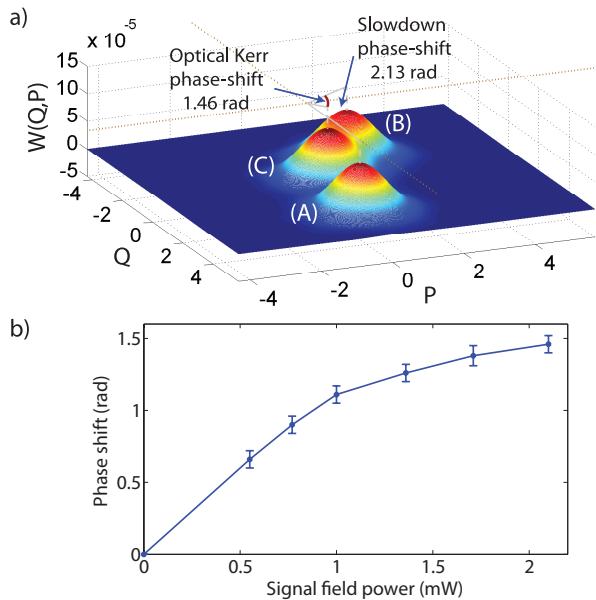 a)
x 10⁻⁵
15
10
5
0
-5
W(Q,P)
Optical Kerr
phase-shift
1.46 rad
Slowdown
phase-shift
2.13 rad
(B)
(C)
(A)
-4
-2
0
2
4
Q
-4
-2
0
2
4
P
b)
1.5
1
0.5
0
Phase shift (rad)
0
0.5
1
1.5
2
Signal field power (mW)